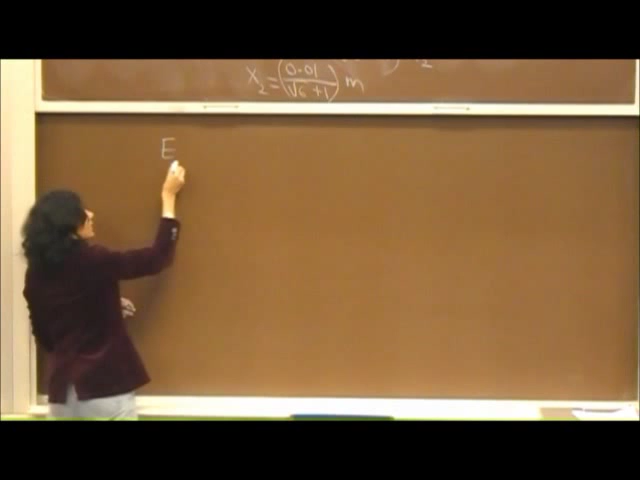 X₂ = (0.01 / (√6 + 1)) m
E